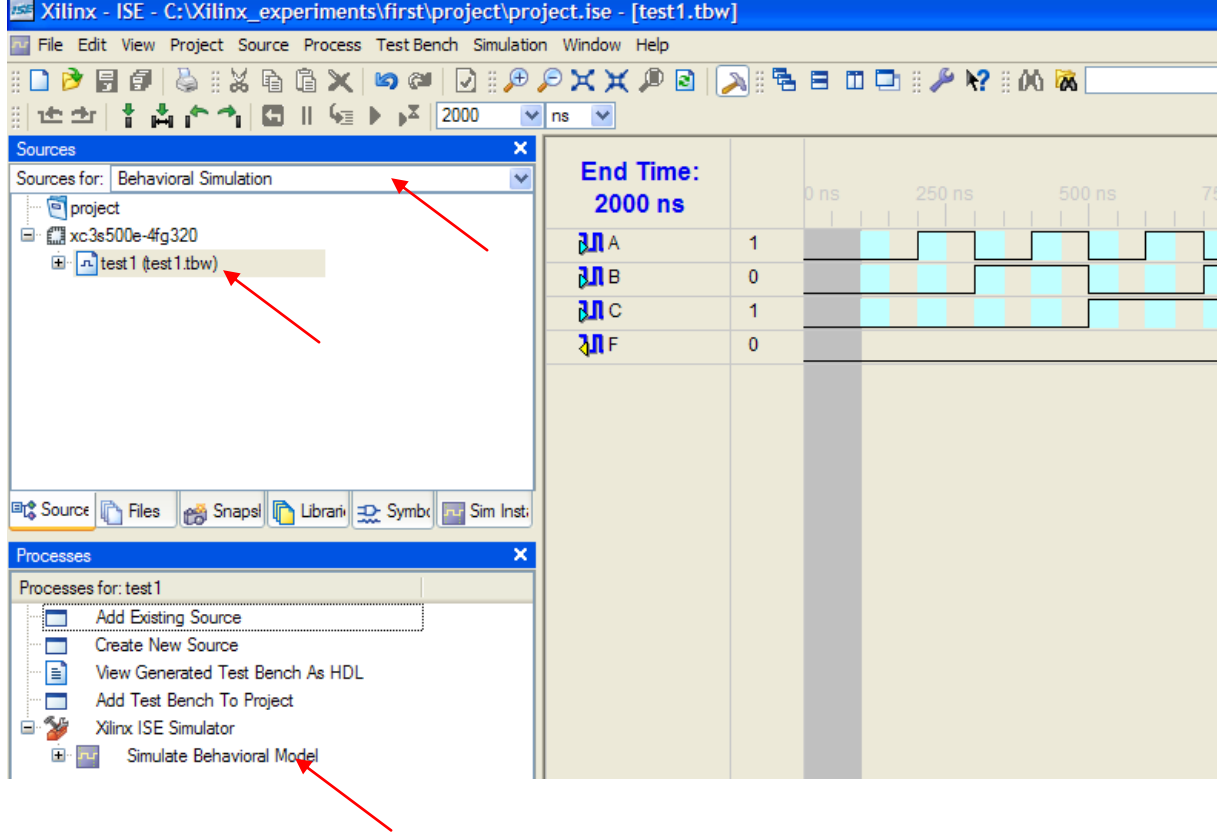 Xilinx - ISE - C:\Xilinx_experiments\first\project\project.ise - [test1.tbw]
File Edit View Project Source Process Test Bench Simulation Window Help
2000 ns
Sources
Sources for: Behavioral Simulation
project
xc3s500e-4fg320
test1 (test1.tbw)
Source Files Snapsl Librari Symbo Sim Inst
Processes
Processes for: test1
Add Existing Source
Create New Source
View Generated Test Bench As HDL
Add Test Bench To Project
Xilinx ISE Simulator
Simulate Behavioral Model
End Time:
2000 ns
0 ns 250 ns 500 ns 75
A 1
B 0
C 1
F 0